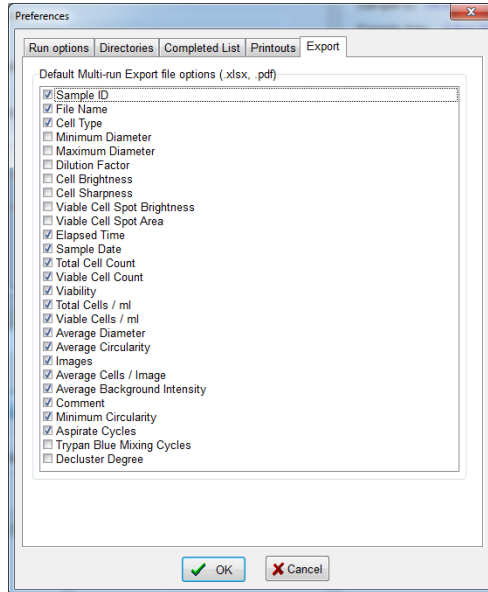 Preferences
Run options Directories Completed List Printouts Export
Default Multi-run Export file options (.xlsx, .pdf)
Sample ID
File Name
Cell Type
Minimum Diameter
Maximum Diameter
Dilution Factor
Cell Brightness
Cell Sharpness
Viable Cell Spot Brightness
Viable Cell Spot Area
Elapsed Time
Sample Date
Total Cell Count
Viable Cell Count
Viability
Total Cells / ml
Viable Cells / ml
Average Diameter
Average Circularity
Images
Average Cells / Image
Average Background Intensity
Comment
Minimum Circularity
Aspirate Cycles
Trypan Blue Mixing Cycles
Decluster Degree
OK Cancel